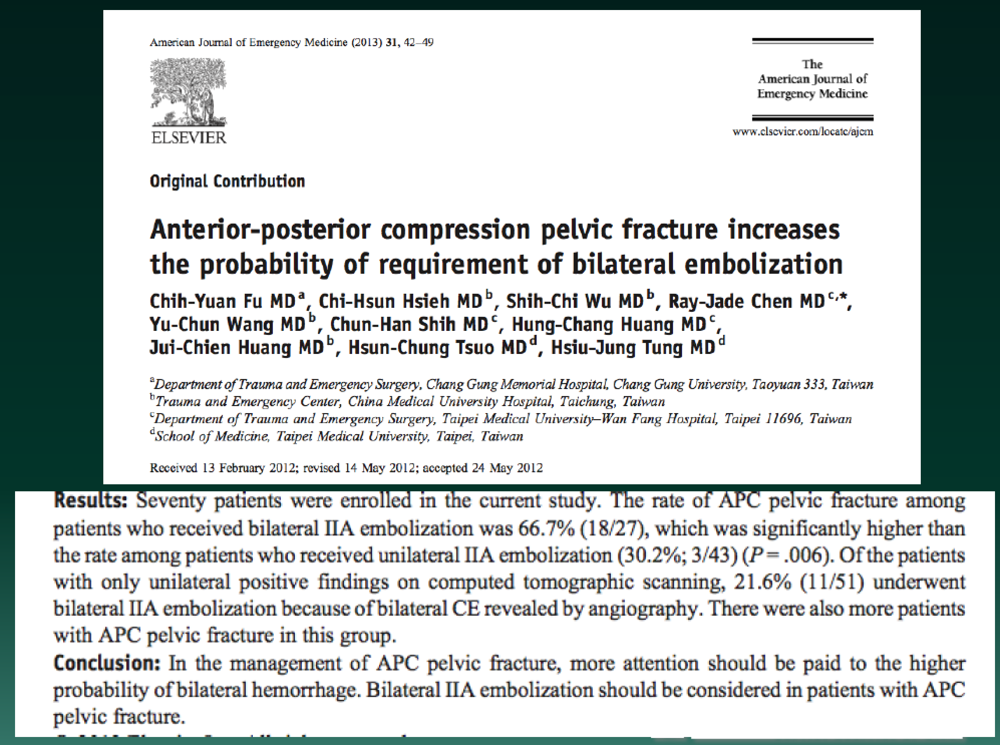 American Journal of Emergency Medicine (2013) 31, 42–49
The
American Journal of
Emergency Medicine
ELSEVIER
www.elsevier.com/locate/ajem
Original Contribution
Anterior-posterior compression pelvic fracture increases
the probability of requirement of bilateral embolization
Chih-Yuan Fu MD a, Chi-Hsun Hsieh MD b, Shih-Chi Wu MD b, Ray-Jade Chen MD c,*,
Yu-Chun Wang MD b, Chun-Han Shih MD c, Hung-Chang Huang MD c,
Jui-Chien Huang MD b, Hsun-Chung Tsuo MD d, Hsiu-Jung Tung MD d
a Department of Trauma and Emergency Surgery, Chang Gung Memorial Hospital, Chang Gung University, Taoyuan 333, Taiwan
b Trauma and Emergency Center, China Medical University Hospital, Taichung, Taiwan
c Department of Trauma and Emergency Surgery, Taipei Medical University–Wan Fang Hospital, Taipei 11696, Taiwan
d School of Medicine, Taipei Medical University, Taipei, Taiwan
Received 13 February 2012; revised 14 May 2012; accepted 24 May 2012
Results: Seventy patients were enrolled in the current study. The rate of APC pelvic fracture among
patients who received bilateral IIA embolization was 66.7% (18/27), which was significantly higher than
the rate among patients who received unilateral IIA embolization (30.2%; 3/43) (P = .006). Of the patients
with only unilateral positive findings on computed tomographic scanning, 21.6% (11/51) underwent
bilateral IIA embolization because of bilateral CE revealed by angiography. There were also more patients
with APC pelvic fracture in this group.
Conclusion: In the management of APC pelvic fracture, more attention should be paid to the higher
probability of bilateral hemorrhage. Bilateral IIA embolization should be considered in patients with APC
pelvic fracture.